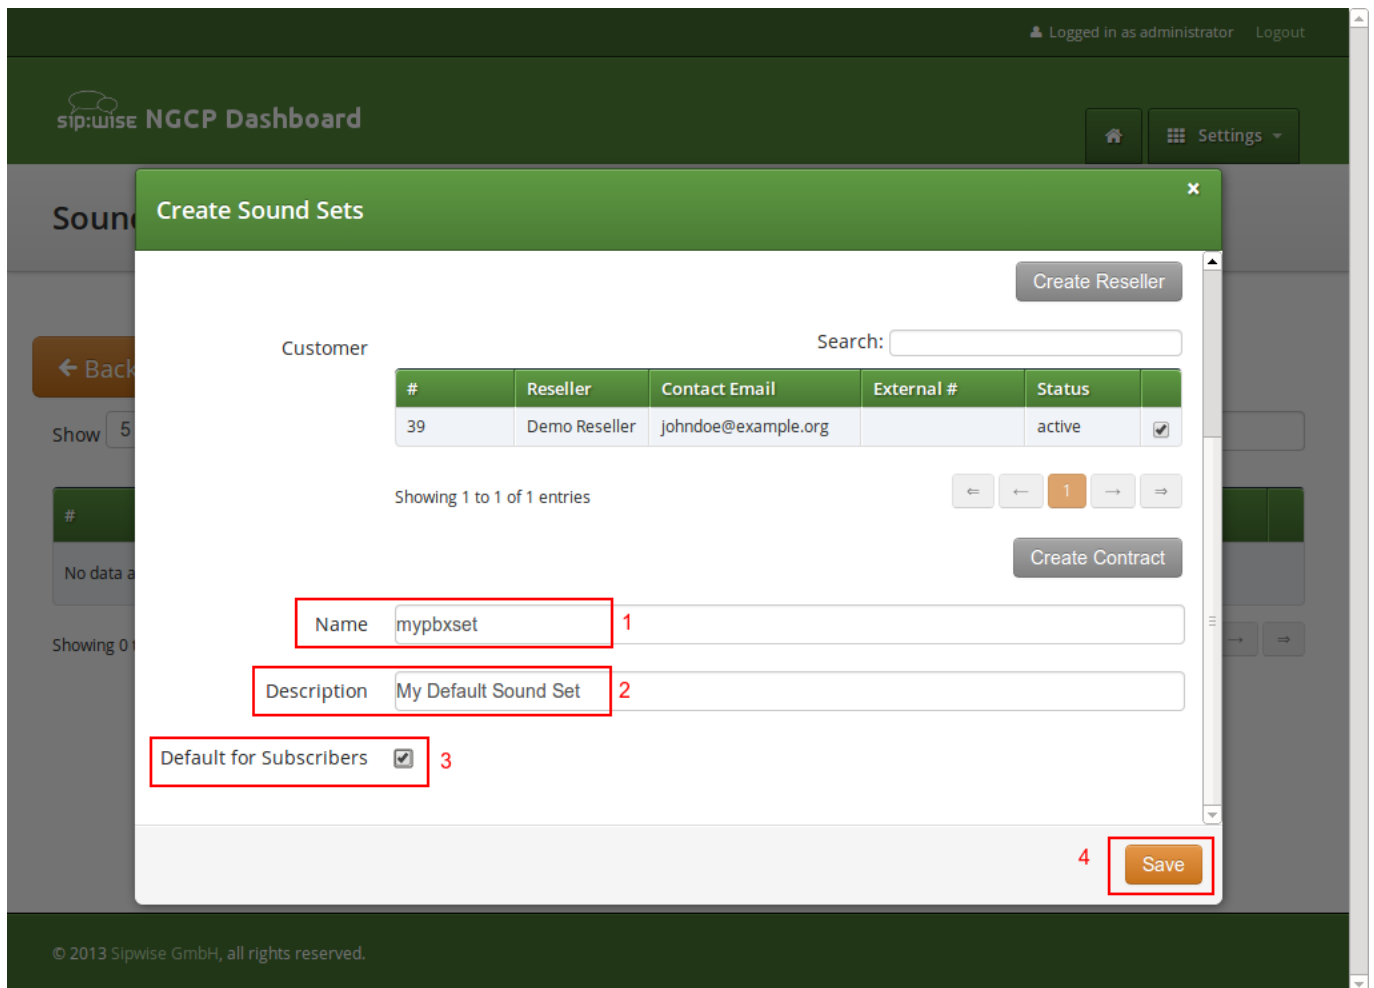 Logged in as administrator Logout
sip:wise NGCP Dashboard
Settings
Soun
Create Sound Sets
×
Create Reseller
Customer
Search:
Back
# Reseller Contact Email External # Status
39 Demo Reseller johndoe@example.org active
Show 5
Showing 1 to 1 of 1 entries
⇐ ← 1 → ⇒
#
Create Contract
No data a
Name mypbxset 1
Showing 0 t
→ ⇒
Description My Default Sound Set 2
Default for Subscribers 3
4 Save
© 2013 Sipwise GmbH, all rights reserved.